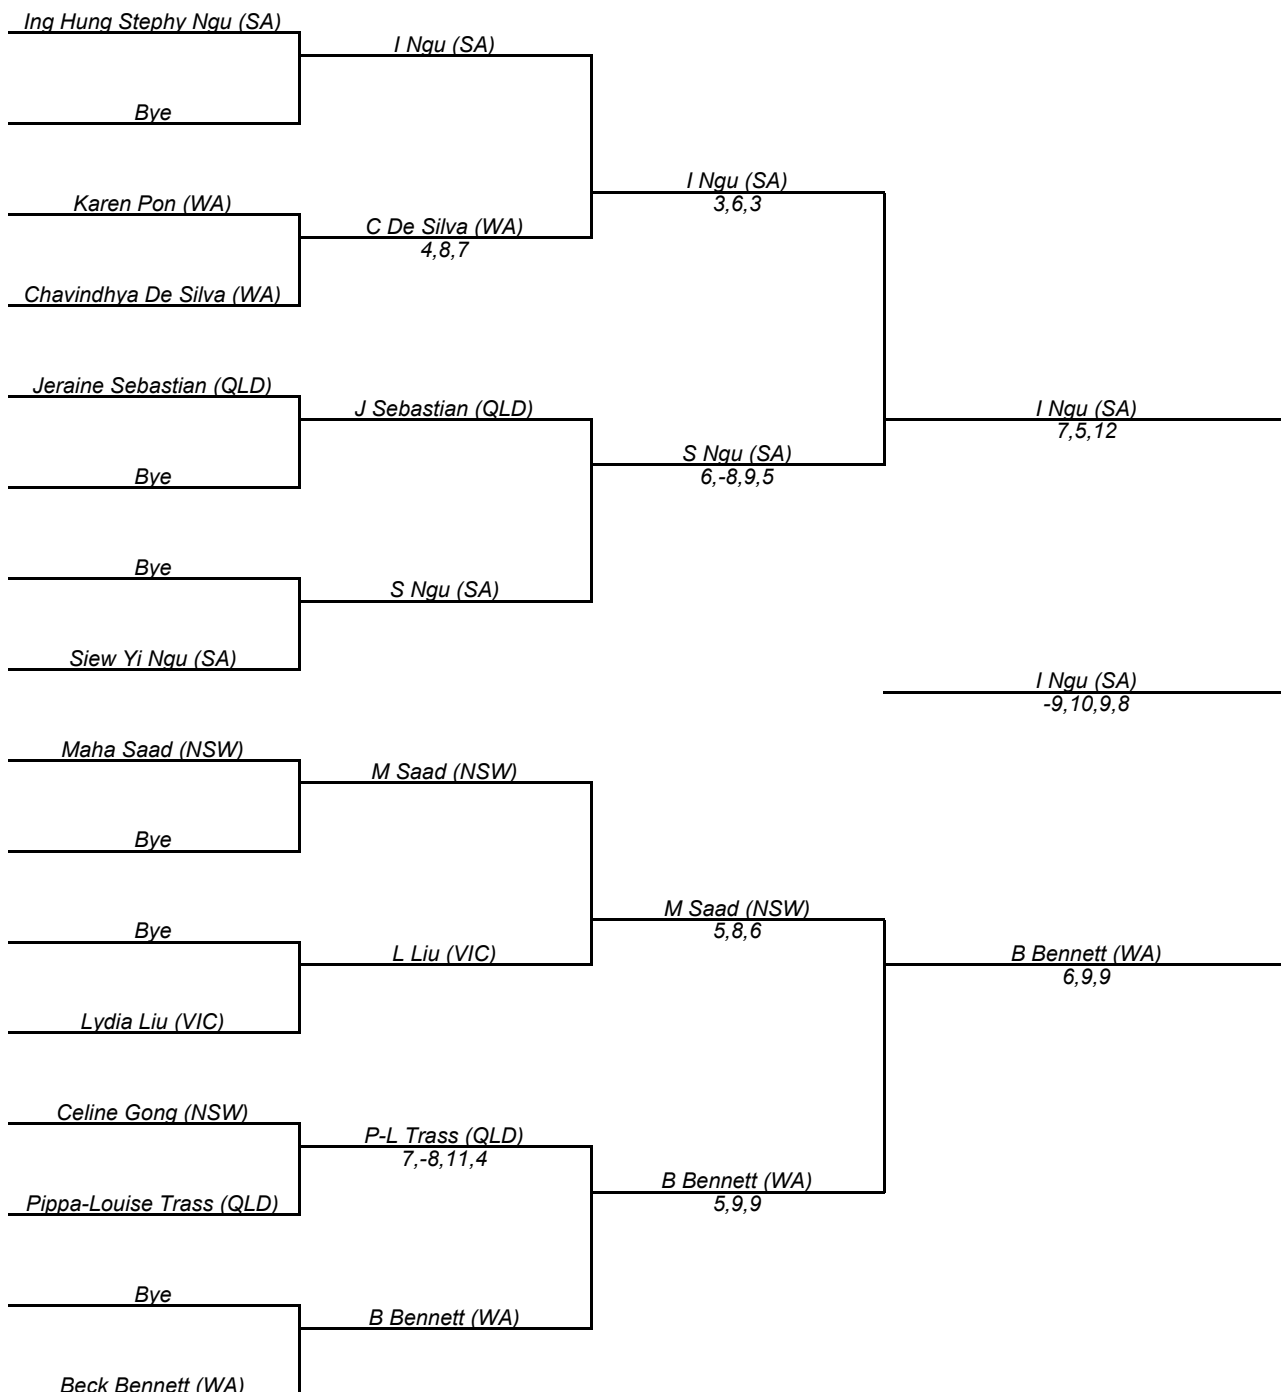 Ing Hung Stephy Ngu (SA)
I Ngu (SA)
Bye
I Ngu (SA)
3,6,3
Karen Pon (WA)
C De Silva (WA)
4,8,7
Chavindhya De Silva (WA)
Jeraine Sebastian (QLD)
J Sebastian (QLD)
I Ngu (SA)
7,5,12
S Ngu (SA)
6,-8,9,5
Bye
Bye
S Ngu (SA)
Siew Yi Ngu (SA)
I Ngu (SA)
-9,10,9,8
Maha Saad (NSW)
M Saad (NSW)
Bye
M Saad (NSW)
5,8,6
Bye
L Liu (VIC)
B Bennett (WA)
6,9,9
Lydia Liu (VIC)
Celine Gong (NSW)
P-L Trass (QLD)
7,-8,11,4
B Bennett (WA)
5,9,9
Pippa-Louise Trass (QLD)
Bye
B Bennett (WA)
Beck Bennett (WA)